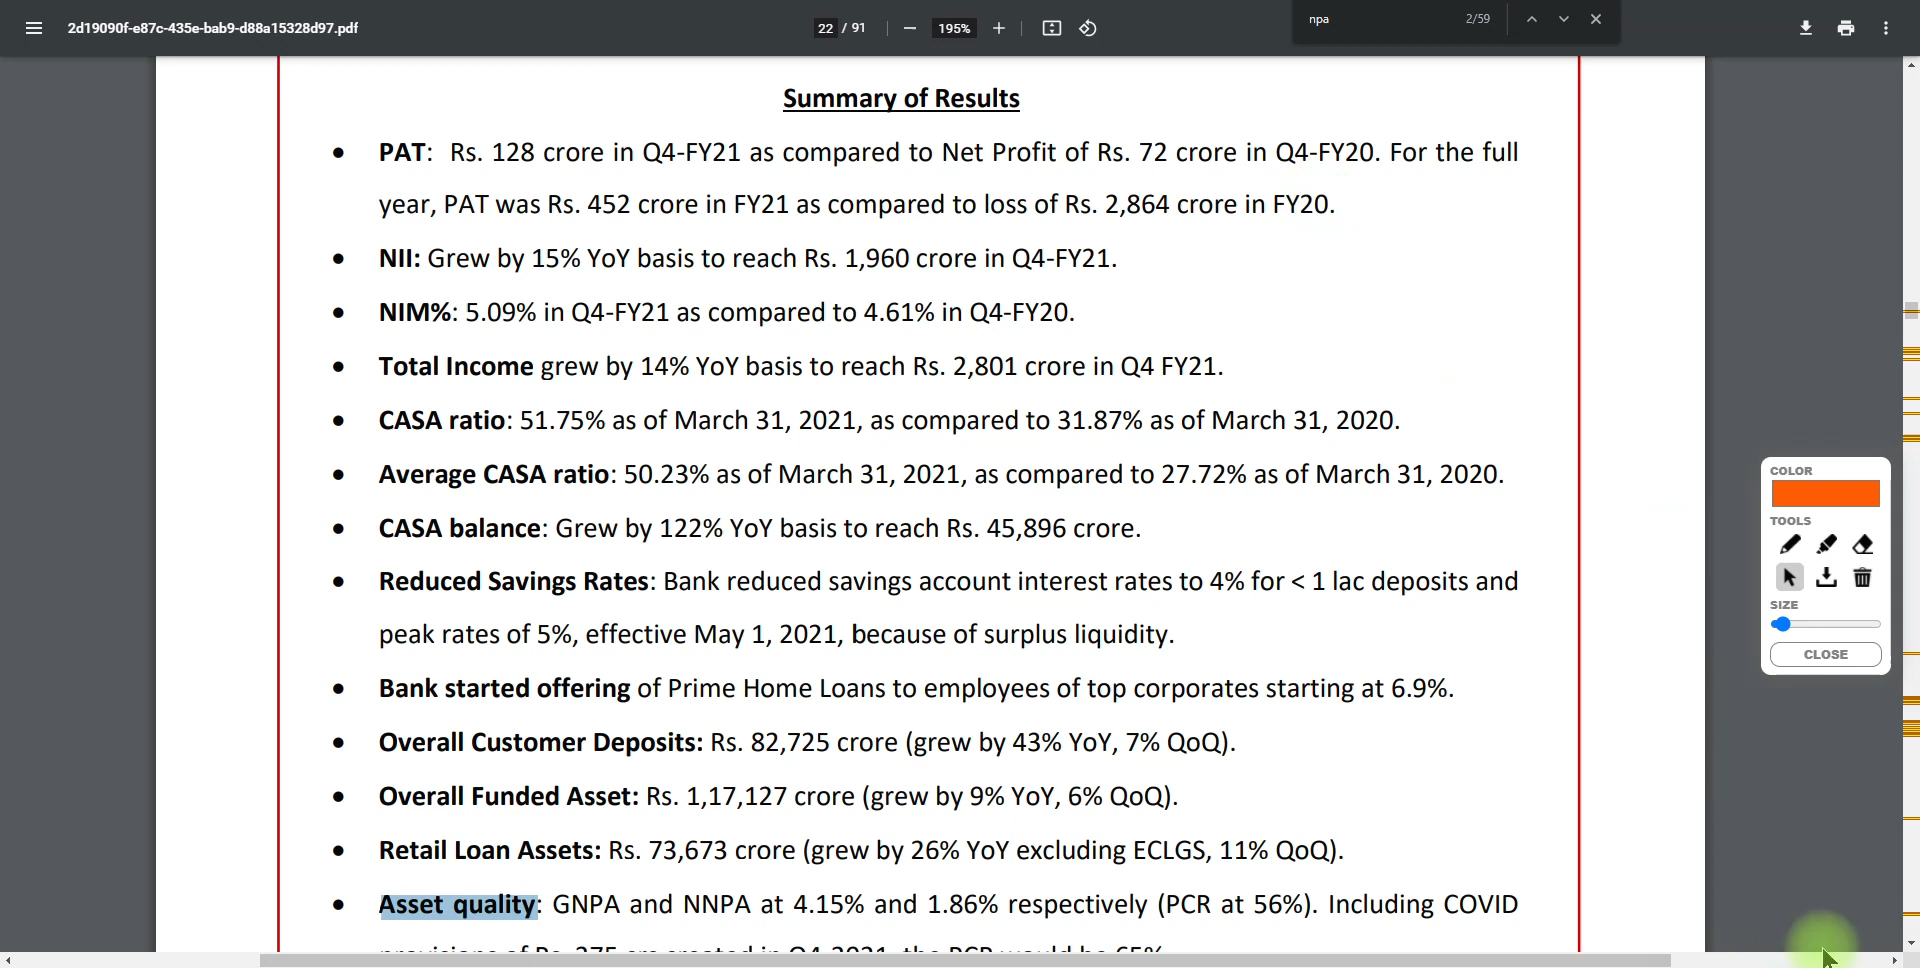 2d19090f-e87c-435e-bab9-d88a15328d97.pdf
22 / 91
195%
npa
2/59
Summary of Results
• PAT: Rs. 128 crore in Q4-FY21 as compared to Net Profit of Rs. 72 crore in Q4-FY20. For the full
year, PAT was Rs. 452 crore in FY21 as compared to loss of Rs. 2,864 crore in FY20.
• NII: Grew by 15% YoY basis to reach Rs. 1,960 crore in Q4-FY21.
• NIM%: 5.09% in Q4-FY21 as compared to 4.61% in Q4-FY20.
• Total Income grew by 14% YoY basis to reach Rs. 2,801 crore in Q4 FY21.
• CASA ratio: 51.75% as of March 31, 2021, as compared to 31.87% as of March 31, 2020.
• Average CASA ratio: 50.23% as of March 31, 2021, as compared to 27.72% as of March 31, 2020.
• CASA balance: Grew by 122% YoY basis to reach Rs. 45,896 crore.
• Reduced Savings Rates: Bank reduced savings account interest rates to 4% for < 1 lac deposits and
peak rates of 5%, effective May 1, 2021, because of surplus liquidity.
• Bank started offering of Prime Home Loans to employees of top corporates starting at 6.9%.
• Overall Customer Deposits: Rs. 82,725 crore (grew by 43% YoY, 7% QoQ).
• Overall Funded Asset: Rs. 1,17,127 crore (grew by 9% YoY, 6% QoQ).
• Retail Loan Assets: Rs. 73,673 crore (grew by 26% YoY excluding ECLGS, 11% QoQ).
• Asset quality: GNPA and NNPA at 4.15% and 1.86% respectively (PCR at 56%). Including COVID
COLOR
TOOLS
SIZE
CLOSE